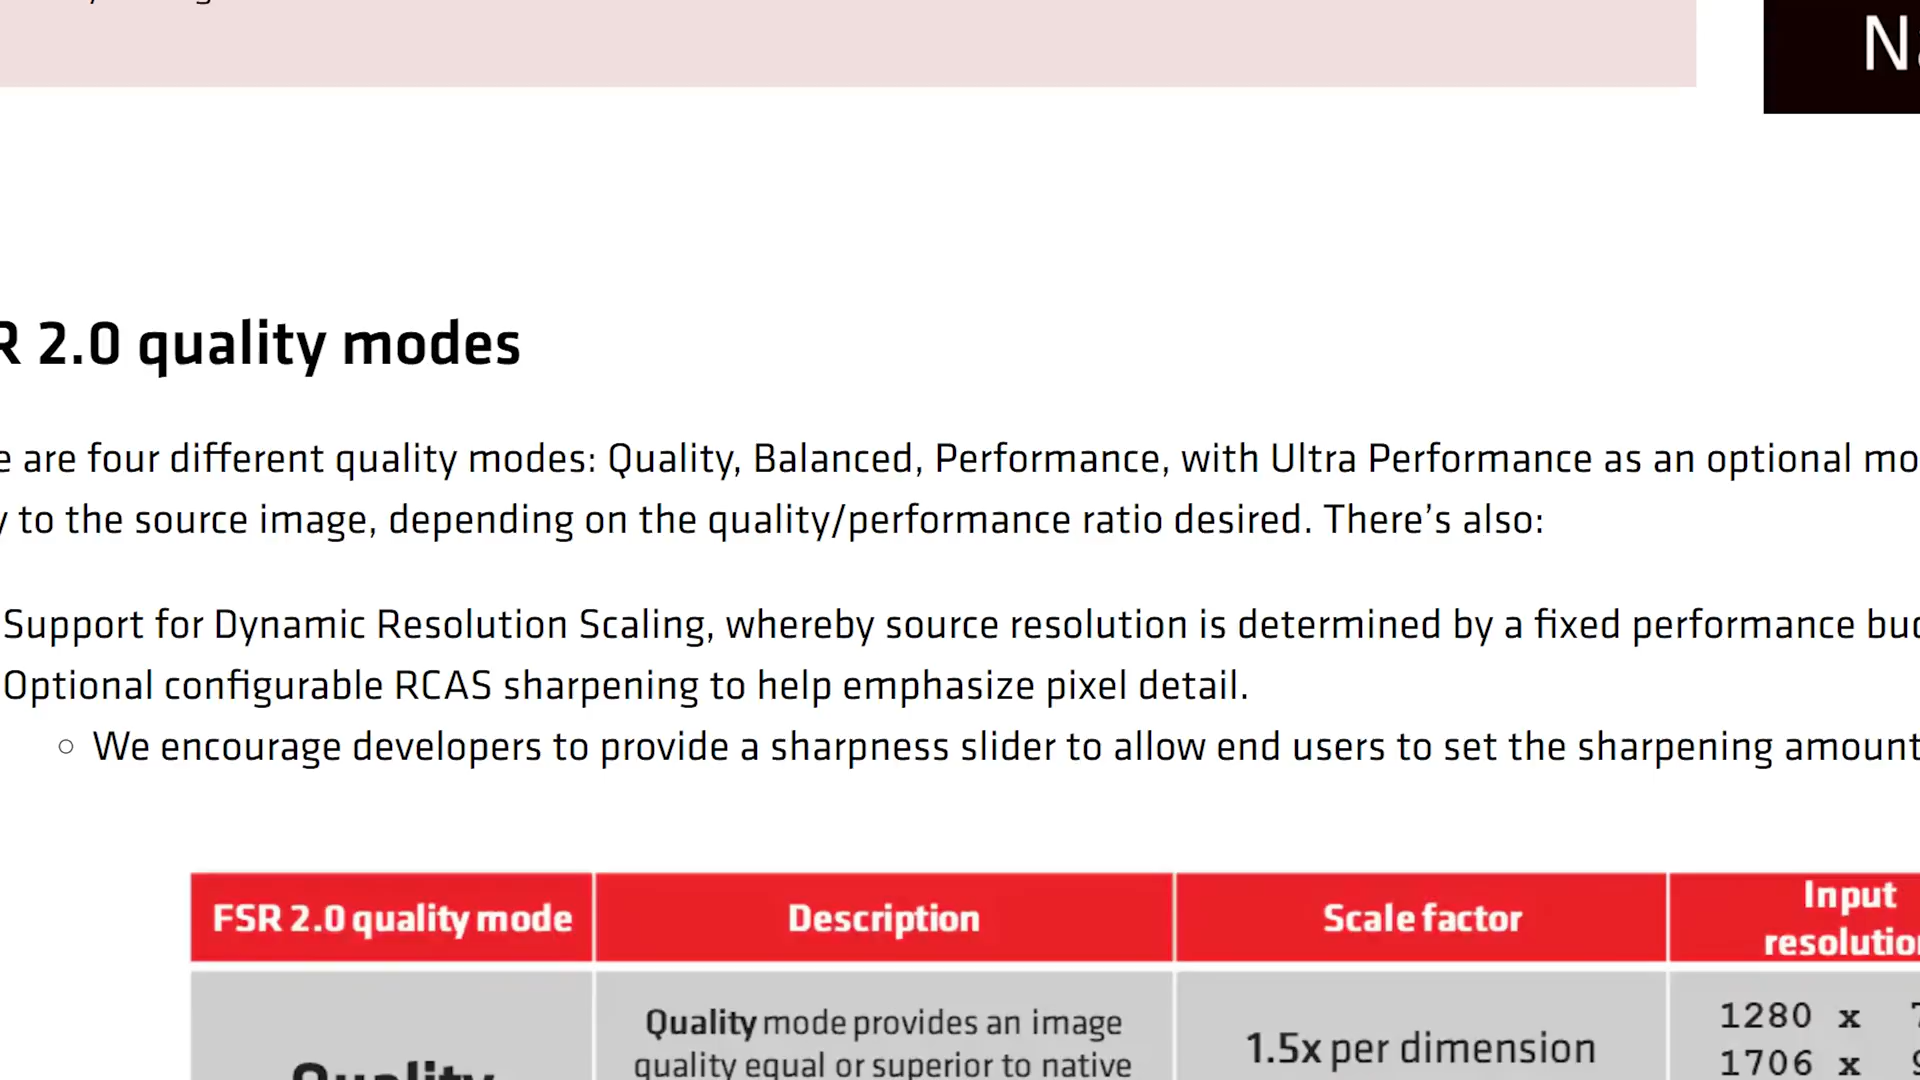 R 2.0 quality modes
e are four different quality modes: Quality, Balanced, Performance, with Ultra Performance as an optional mo
y to the source image, depending on the quality/performance ratio desired. There’s also:
Support for Dynamic Resolution Scaling, whereby source resolution is determined by a fixed performance bud
Optional configurable RCAS sharpening to help emphasize pixel detail.
○ We encourage developers to provide a sharpness slider to allow end users to set the sharpening amount
FSR 2.0 quality mode
Description
Scale factor
Input
resolution
Quality mode provides an image
quality equal or superior to native
1.5x per dimension
1280 x 7
1706 x 9
Quality